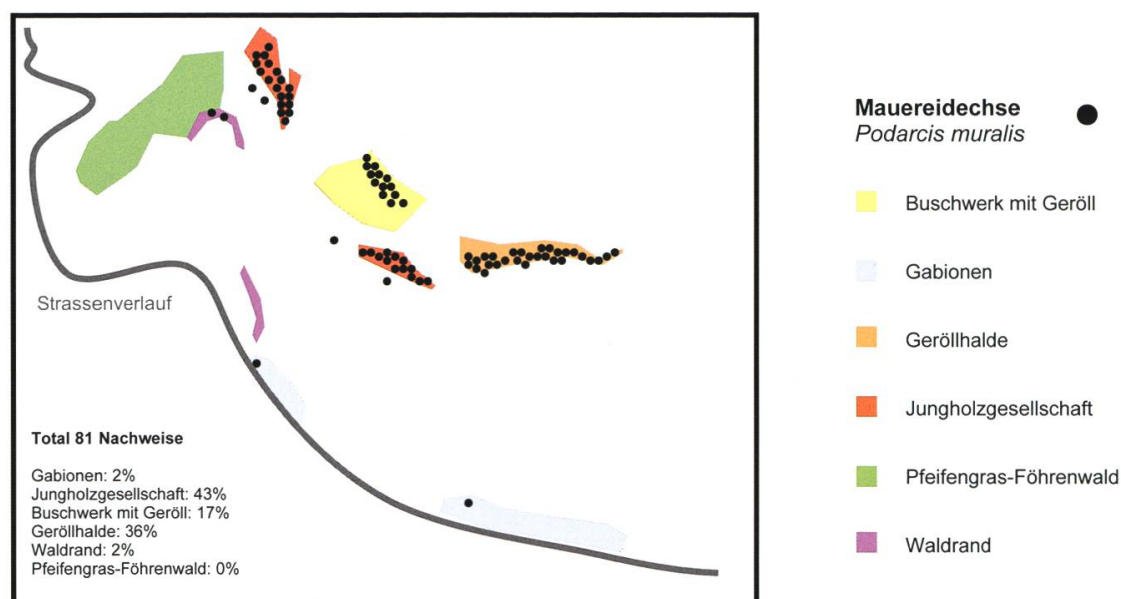 Strassenverlauf
Total 81 Nachweise
Gabionen: 2%
Jungholzgesellschaft: 43%
Buschwerk mit Geröll: 17%
Geröllhalde: 36%
Waldrand: 2%
Pfeifengras-Föhrenwald: 0%
Mauereidechse
Podarcis muralis
Buschwerk mit Geröll
Gabionen
Geröllhalde
Jungholzgesellschaft
Pfeifengras-Föhrenwald
Waldrand